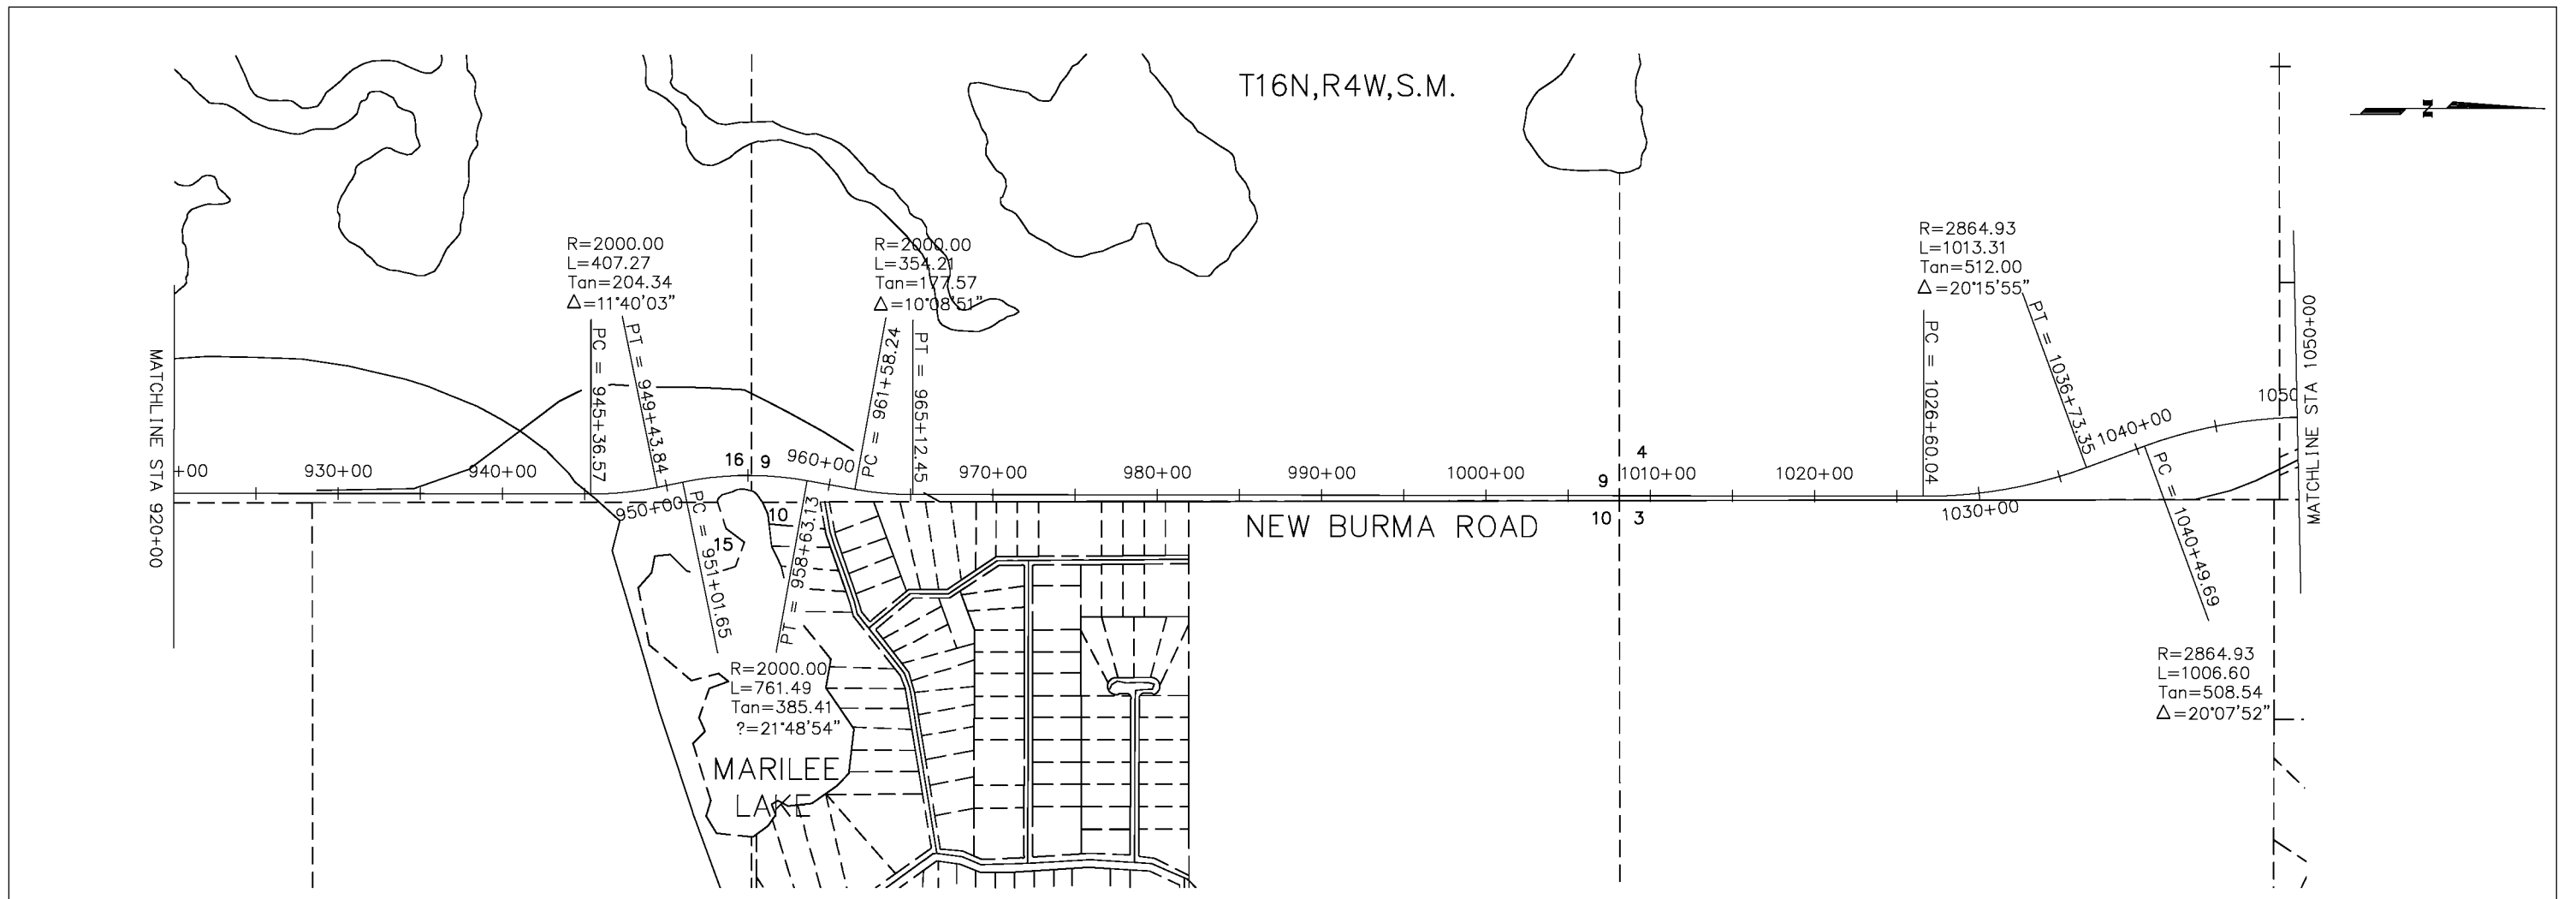 T16N,R4W,S.M.
N
R=2000.00
L=407.27
Tan=204.34
Δ=11°40'03"
R=2000.00
L=354.21
Tan=177.57
Δ=10°08'51"
R=2864.93
L=1013.31
Tan=512.00
Δ=20°15'55"
MATCHLINE STA 920+00
PC = 945+36.57
PT = 949+43.84
PC = 961+58.24
PT = 965+12.45
PC = 1026+60.04
PT = 1036+73.35
MATCHLINE STA 1050+00
+00
930+00
940+00
950+00
16 9
960+00
970+00
980+00
990+00
1000+00
4
9
1010+00
1020+00
1030+00
1040+00
1050
10
15
10 3
NEW BURMA ROAD
PC = 951+01.65
PT = 958+63.13
PC = 1040+49.69
R=2000.00
L=761.49
Tan=385.41
?=21°48'54"
R=2864.93
L=1006.60
Tan=508.54
Δ=20°07'52"
MARILEE
LAKE